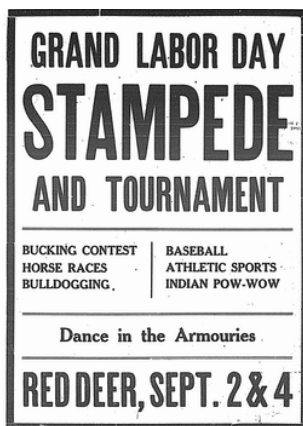 GRAND LABOR DAY
STAMPEDE
AND TOURNAMENT
BUCKING CONTEST
HORSE RACES
BULLDOGGING.
BASEBALL
ATHLETIC SPORTS
INDIAN POW-WOW
Dance in the Armouries
RED DEER, SEPT. 2 & 4